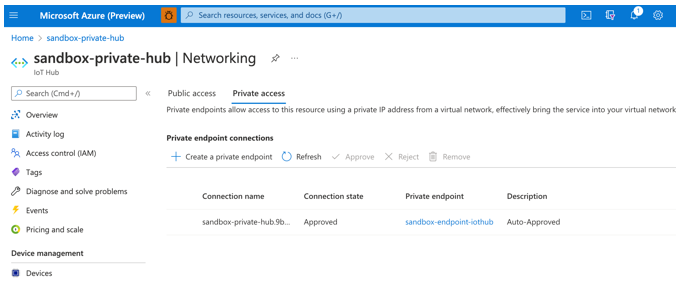 Microsoft Azure (Preview)
Search resources, services, and docs (G+/)
1
Home > sandbox-private-hub
sandbox-private-hub | Networking
IoT Hub
Search (Cmd+/)
Overview
Activity log
Access control (IAM)
Tags
Diagnose and solve problems
Events
Pricing and scale
Device management
Devices
Public access
Private access
Private endpoints allow access to this resource using a private IP address from a virtual network, effectively bring the service into your virtual network
Private endpoint connections
Create a private endpoint
Refresh
Approve
Reject
Remove
Connection name Connection state Private endpoint Description
sandbox-private-hub.9b... Approved sandbox-endpoint-iothub Auto-Approved